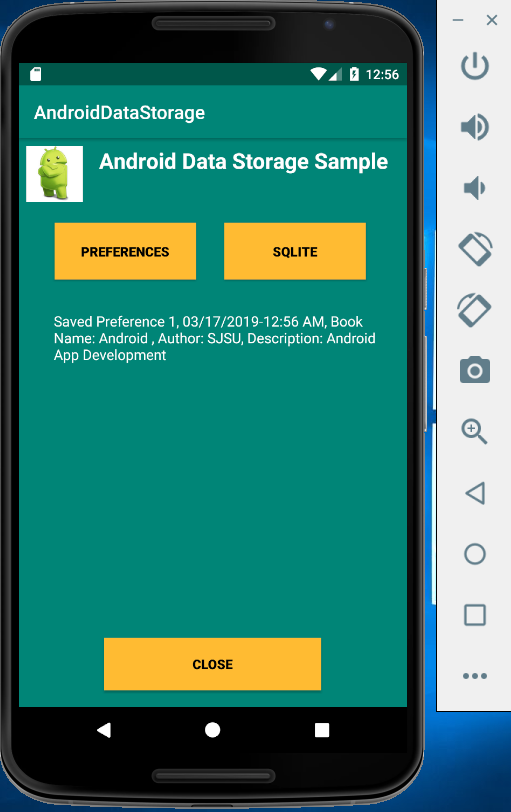 12:56
AndroidDataStorage
Android Data Storage Sample
PREFERENCES
SQLITE
Saved Preference 1, 03/17/2019-12:56 AM, Book
Name: Android , Author: SJSU, Description: Android
App Development
CLOSE